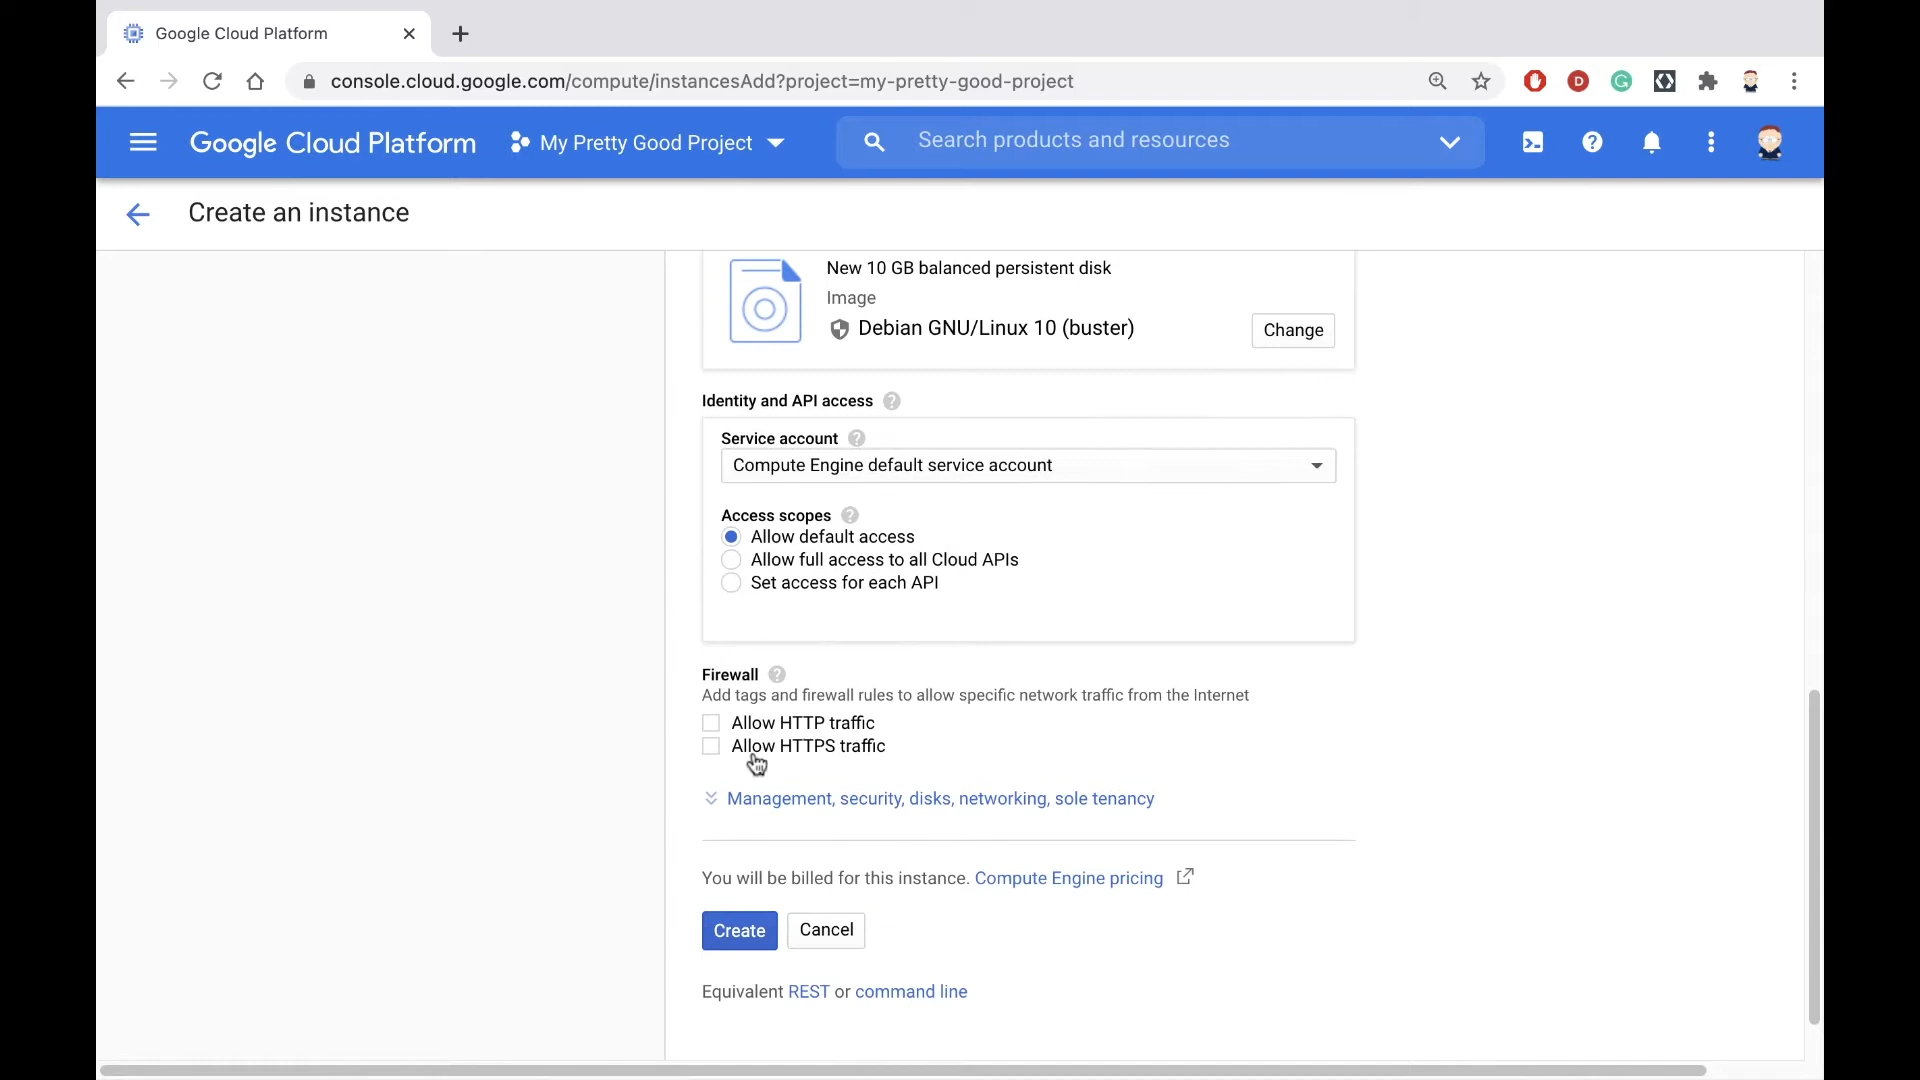 Google Cloud Platform
console.cloud.google.com/compute/instancesAdd?project=my-pretty-good-project
D
G
Google Cloud Platform
My Pretty Good Project
Search products and resources
Create an instance
New 10 GB balanced persistent disk
Image
Debian GNU/Linux 10 (buster)
Change
Identity and API access
Service account
Compute Engine default service account
Access scopes
Allow default access
Allow full access to all Cloud APIs
Set access for each API
Firewall
Add tags and firewall rules to allow specific network traffic from the Internet
Allow HTTP traffic
Allow HTTPS traffic
Management, security, disks, networking, sole tenancy
You will be billed for this instance. Compute Engine pricing
Create
Cancel
Equivalent REST or command line